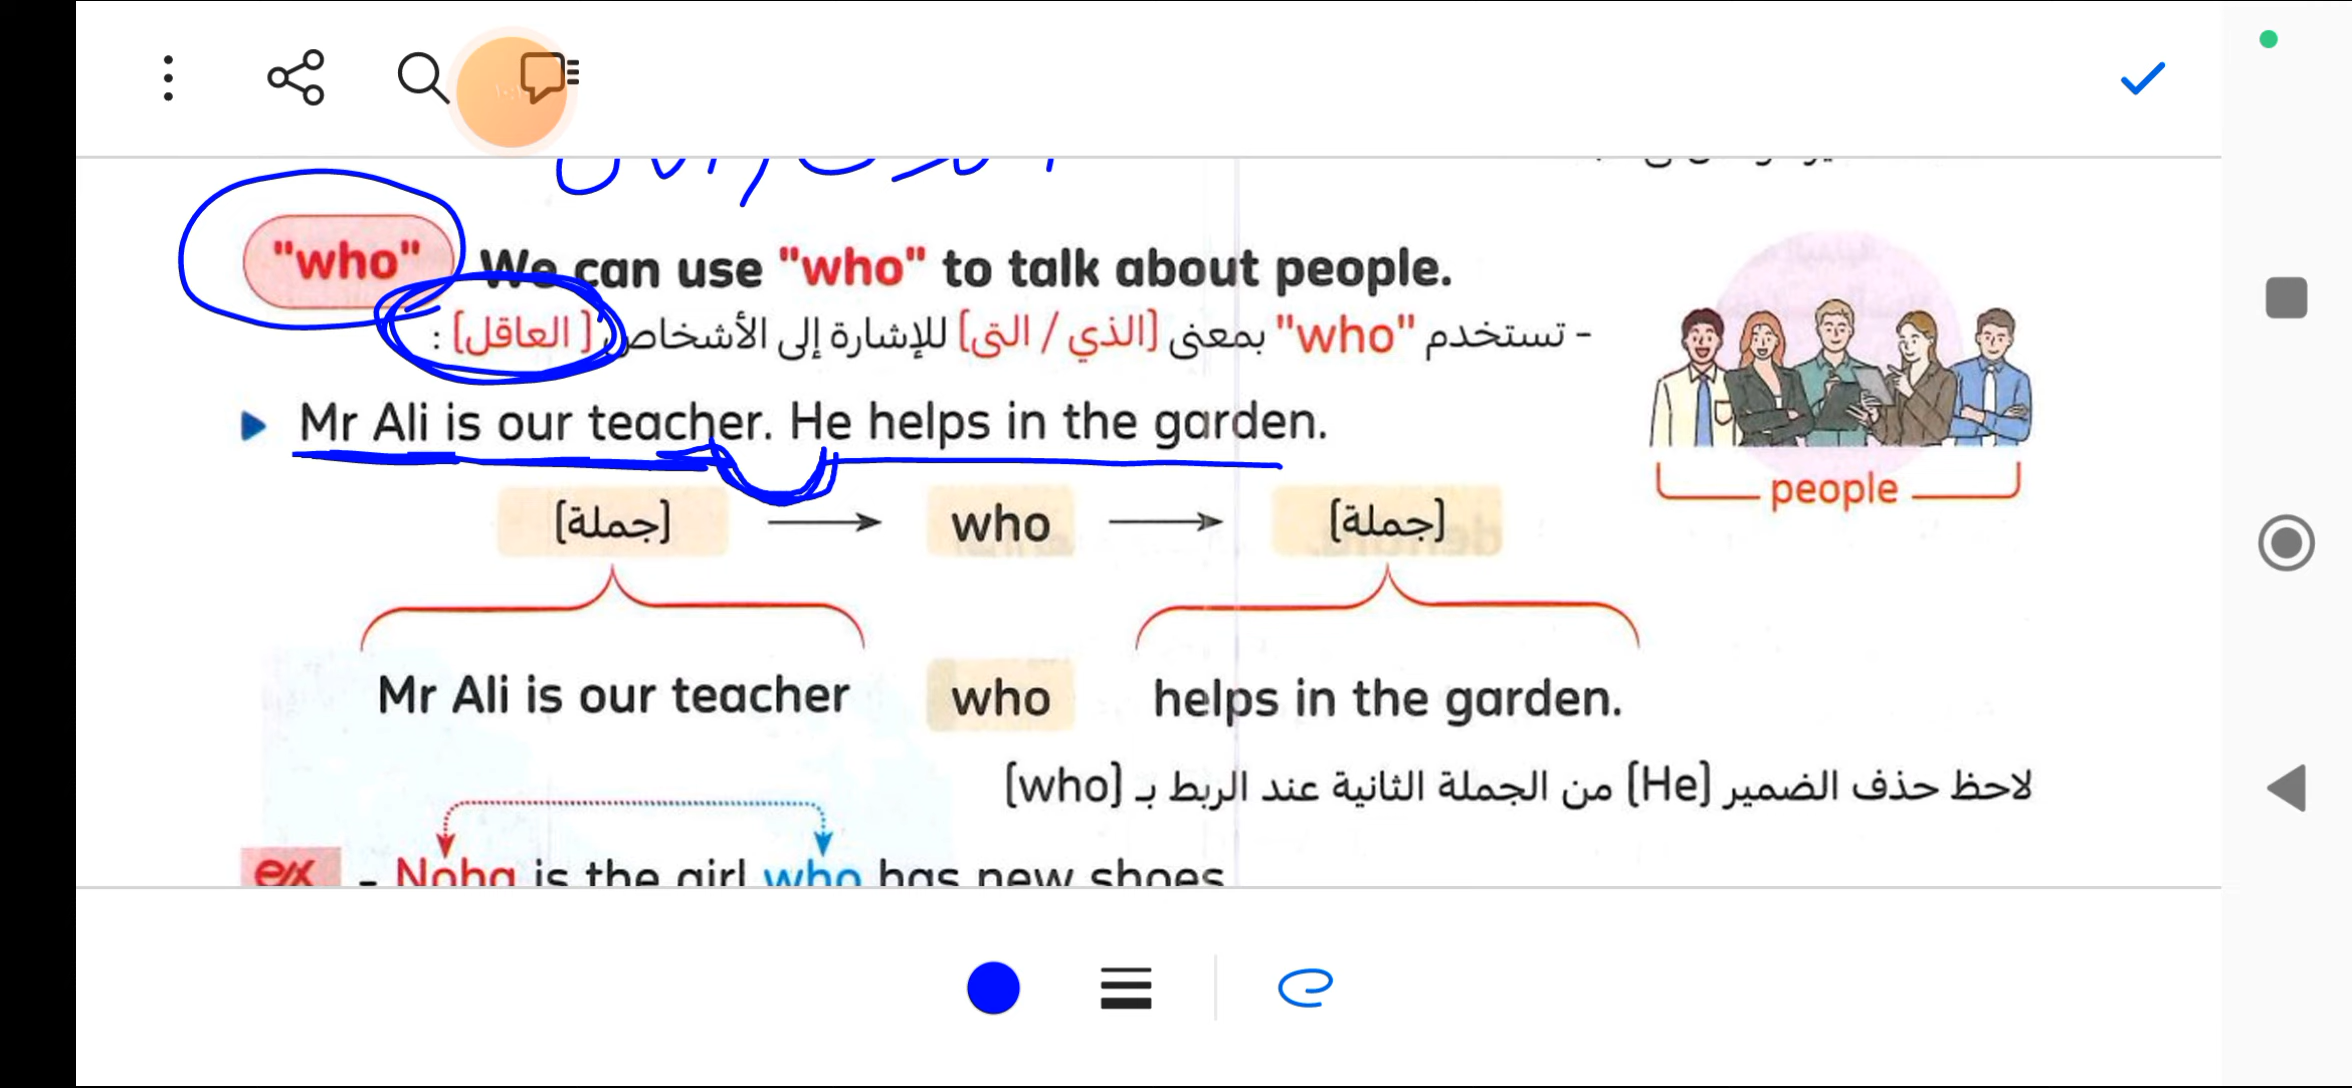 "who" We can use "who" to talk about people.
- تستخدم "who" بمعنى [الذي / التى] للإشارة إلى الأشخاص [العاقل] :
Mr Ali is our teacher. He helps in the garden.
[جملة] who [جملة]
people
Mr Ali is our teacher who helps in the garden.
لاحظ حذف الضمير [He] من الجملة الثانية عند الربط بـ [who]
ex - Noha is the girl who has new shoes